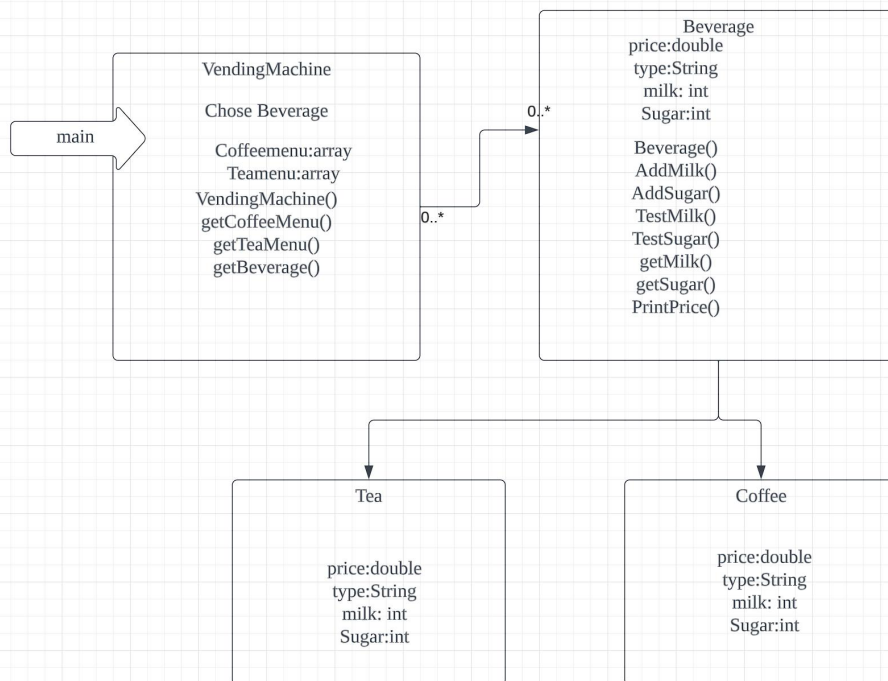 main
VendingMachine
Chose Beverage
Coffeemenu:array
Teamenu:array
VendingMachine()
getCoffeeMenu()
getTeaMenu()
getBeverage()
0..*
0..*
Beverage
price:double
type:String
milk: int
Sugar:int
Beverage()
AddMilk()
AddSugar()
TestMilk()
TestSugar()
getMilk()
getSugar()
PrintPrice()
Tea
price:double
type:String
milk: int
Sugar:int
Coffee
price:double
type:String
milk: int
Sugar:int